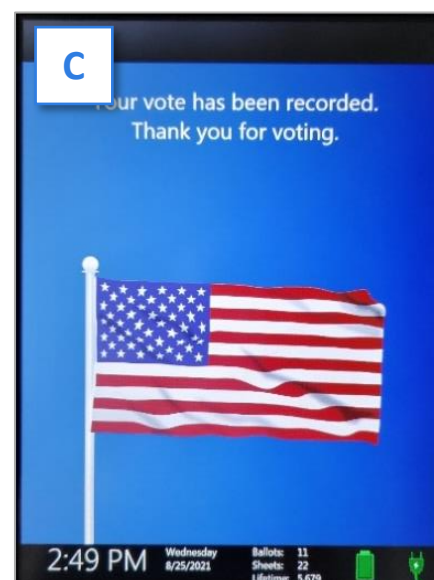 C
Your vote has been recorded.
Thank you for voting.
2:49 PM
Wednesday
8/25/2021
Ballots: 11
Sheets: 22
Lifetime: 5,679